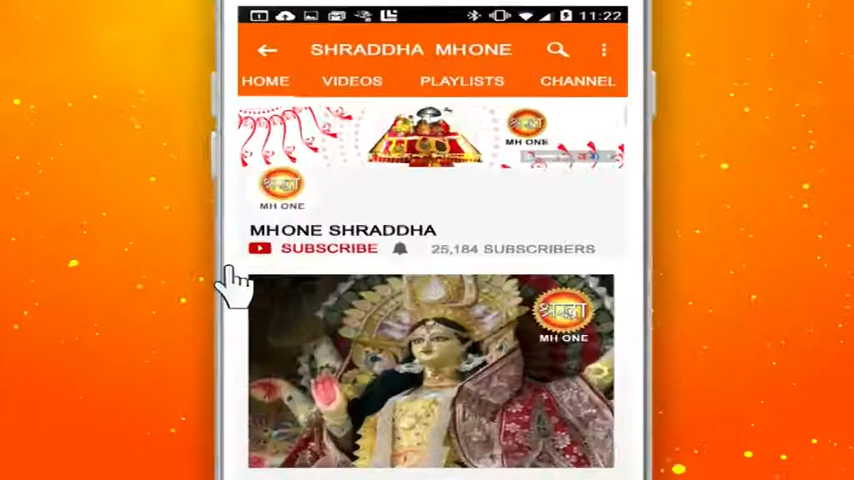 11:22
SHRADDHA MHONE
HOME VIDEOS PLAYLISTS CHANNEL
श्रद्धा
MH ONE
श्रद्धा
MH ONE
MHONE SHRADDHA
SUBSCRIBE 25,184 SUBSCRIBERS
श्रद्धा
MH ONE